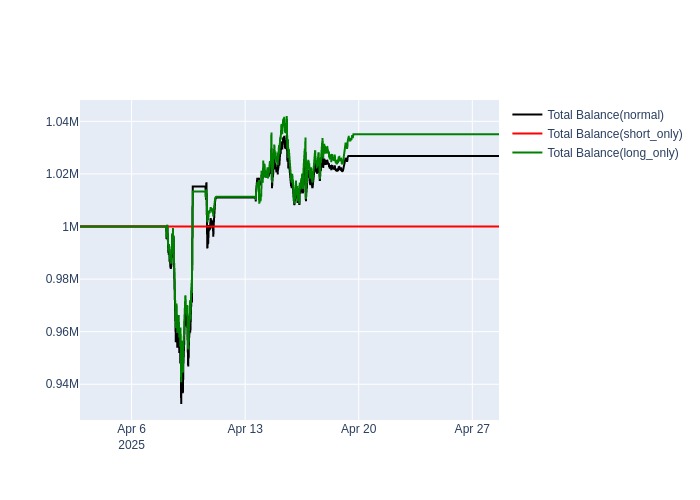 1.04M
1.02M
1M
0.98M
0.96M
0.94M
Apr 6
2025
Apr 13
Apr 20
Apr 27
Total Balance(normal)
Total Balance(short_only)
Total Balance(long_only)